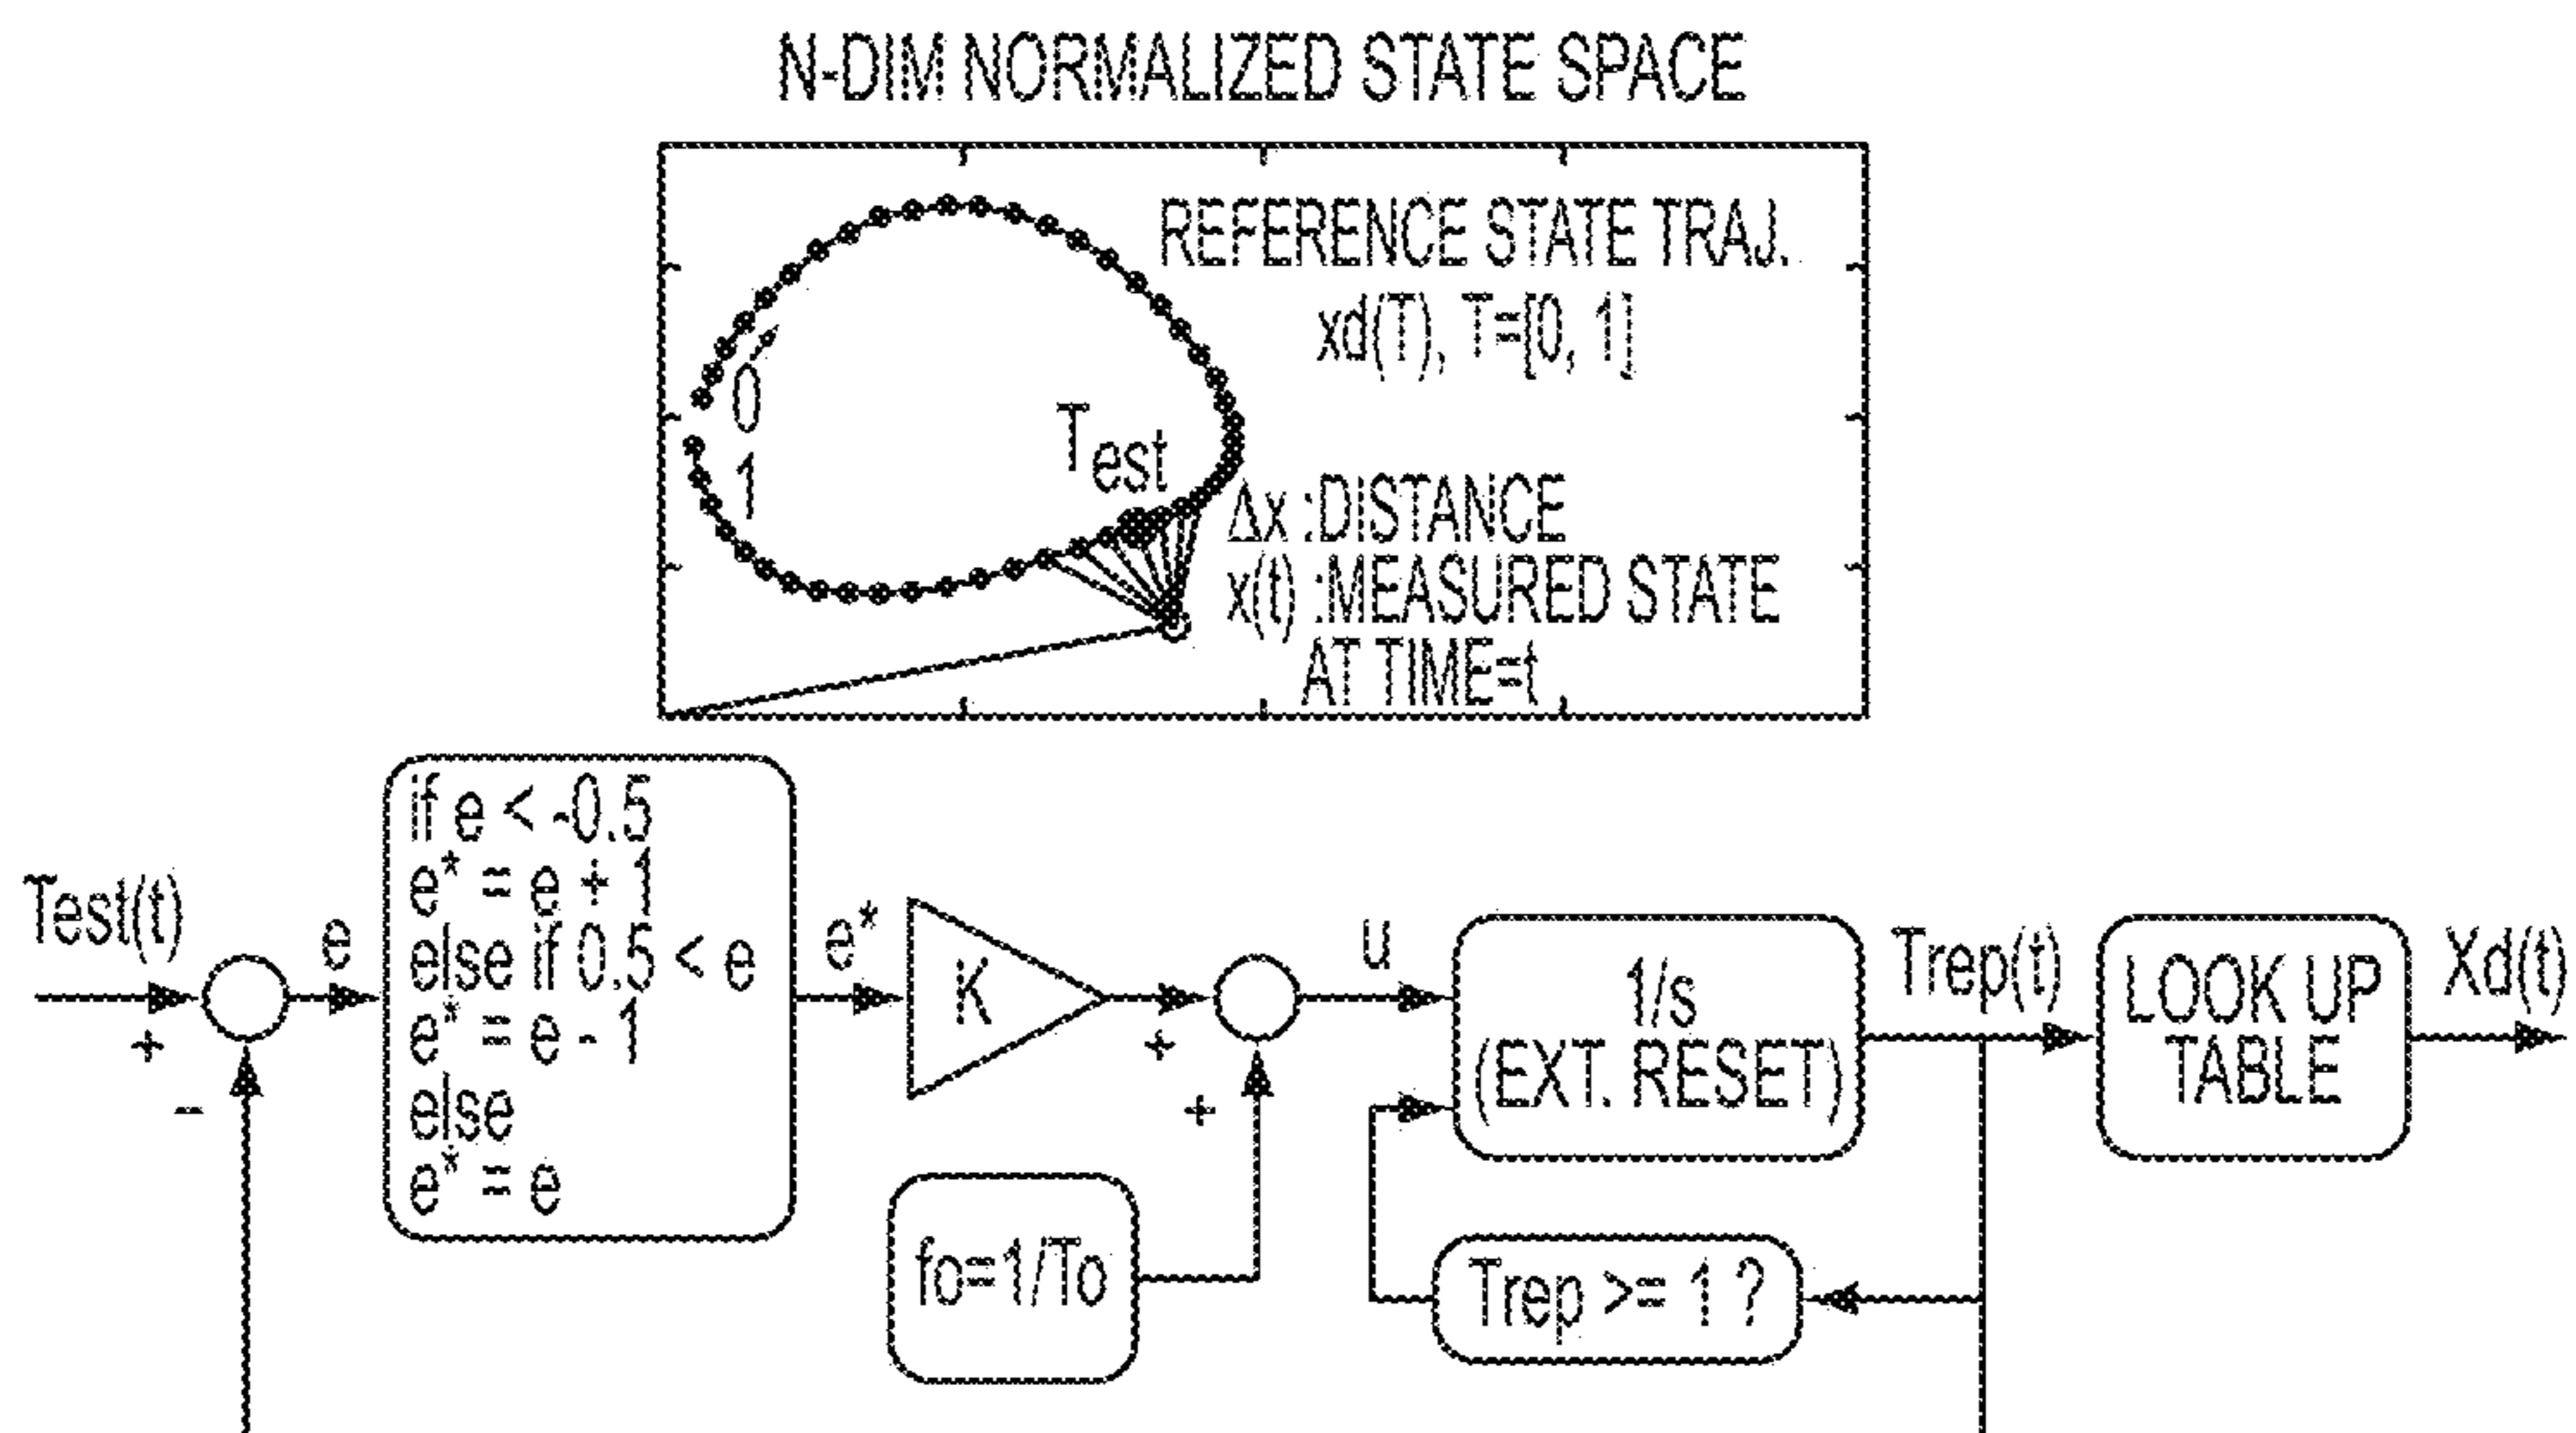 N-DIM NORMALIZED STATE SPACE
REFERENCE STATE TRAJ.
xd(T), T=[0, 1]
0
1
Test
Δx :DISTANCE
x(t) :MEASURED STATE
AT TIME=t
Test(t)
+
−
e
if e < -0.5
e* = e + 1
else if 0.5 < e
e* = e - 1
else
e* = e
e*
K
+
+
fo=1/To
u
1/s
(EXT. RESET)
Trep >= 1 ?
Trep(t)
LOOK UP
TABLE
Xd(t)